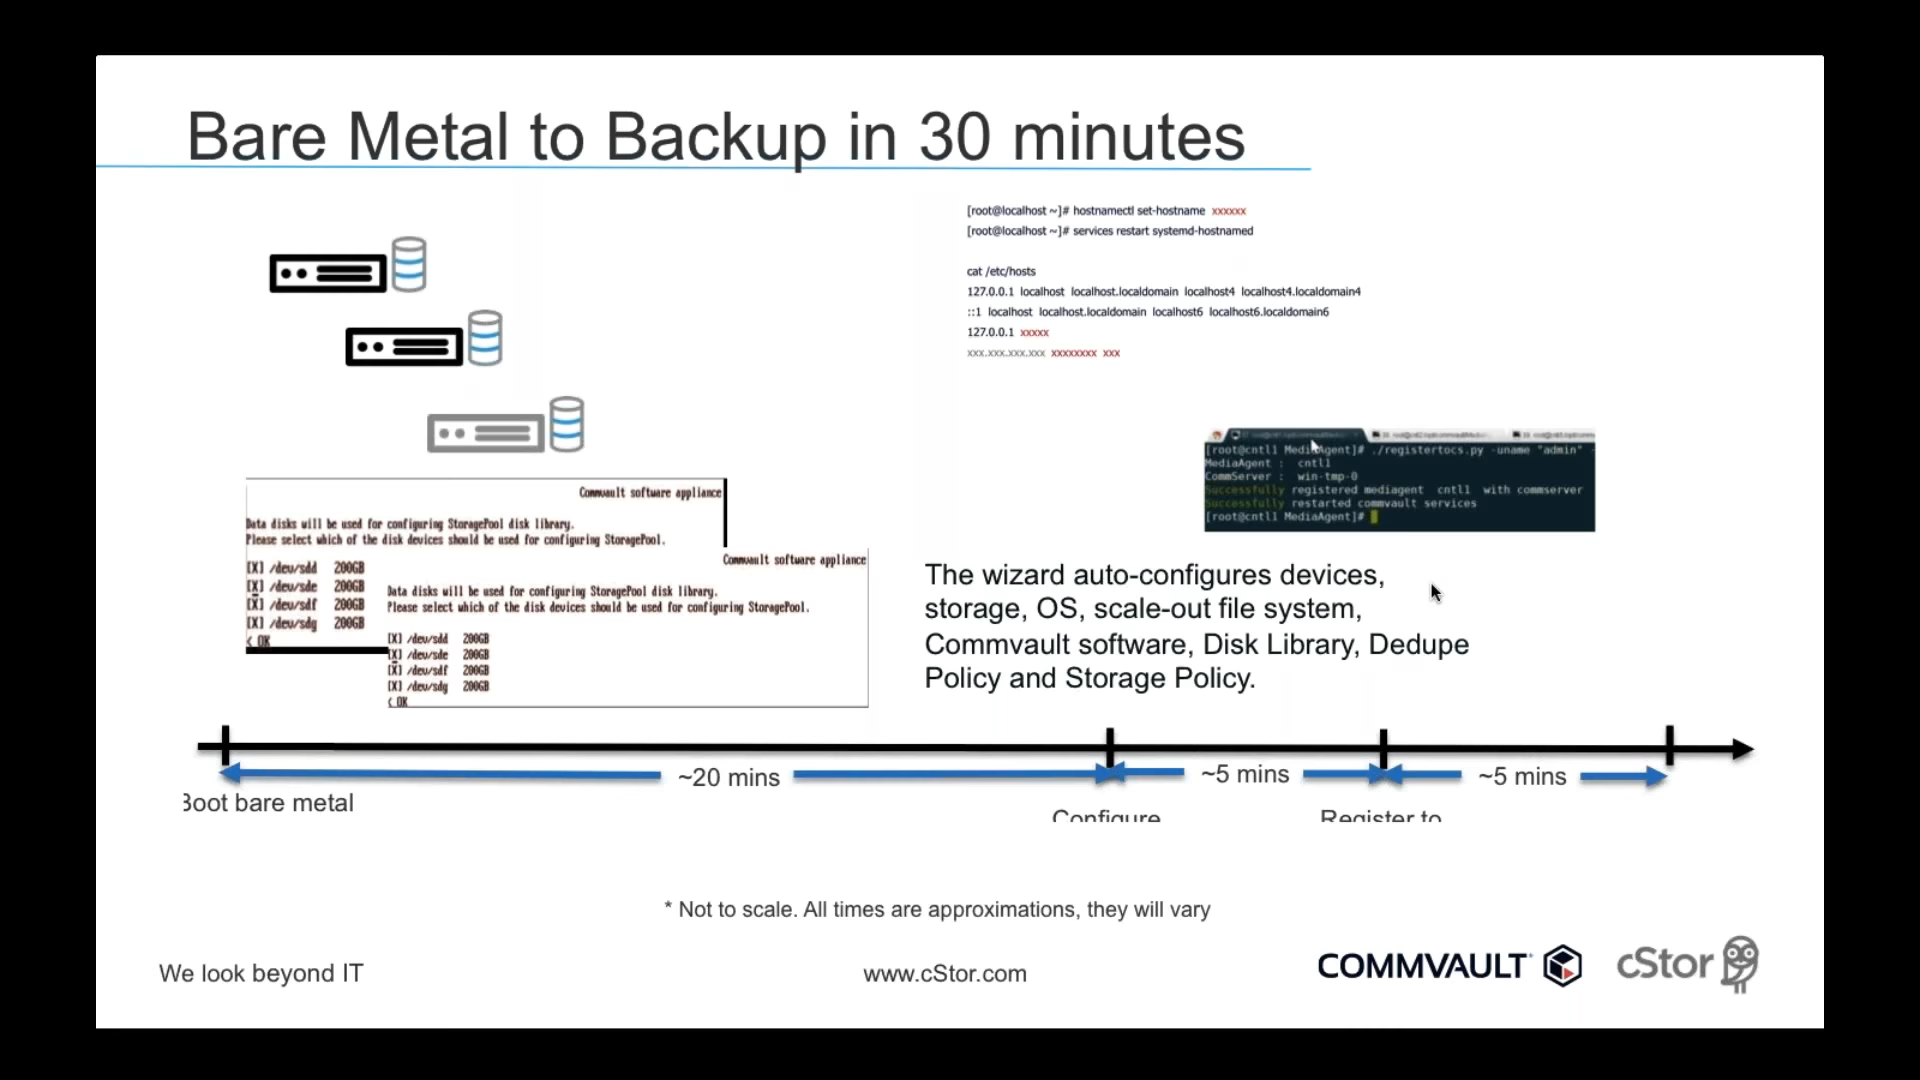 Bare Metal to Backup in 30 minutes
[root@localhost ~]# hostnamectl set-hostname xxxxxx
[root@localhost ~]# services restart systemd-hostnamed
cat /etc/hosts
127.0.0.1 localhost localhost.localdomain localhost4 localhost4.localdomain4
::1 localhost localhost.localdomain localhost6 localhost6.localdomain6
127.0.0.1 xxxxx
xxx.xxx.xxx.xxx xxxxxxxx xxx
[root@cntl1 MediaAgent]# ./registertocs.py -uname "admin" -
MediaAgent : cntl1
CommServer : win-tmp-0
Successfully registered mediagent cntl1 with commserver
Successfully restarted commvault services
[root@cntl1 MediaAgent]#
Commvault software appliance
Data disks will be used for configuring StoragePool disk library.
Please select which of the disk devices should be used for configuring StoragePool.
[X] /dev/sdd 200GB
[X] /dev/sde 200GB
[X] /dev/sdf 200GB
[X] /dev/sdg 200GB
< OK
Commvault software appliance
Data disks will be used for configuring StoragePool disk library.
Please select which of the disk devices should be used for configuring StoragePool.
[X] /dev/sdd 200GB
[X] /dev/sde 200GB
[X] /dev/sdf 200GB
[X] /dev/sdg 200GB
< OK
The wizard auto-configures devices,
storage, OS, scale-out file system,
Commvault software, Disk Library, Dedupe
Policy and Storage Policy.
~20 mins
~5 mins
~5 mins
Boot bare metal
Configure
Register to
* Not to scale. All times are approximations, they will vary
We look beyond IT
www.cStor.com
COMMVAULT
cStor